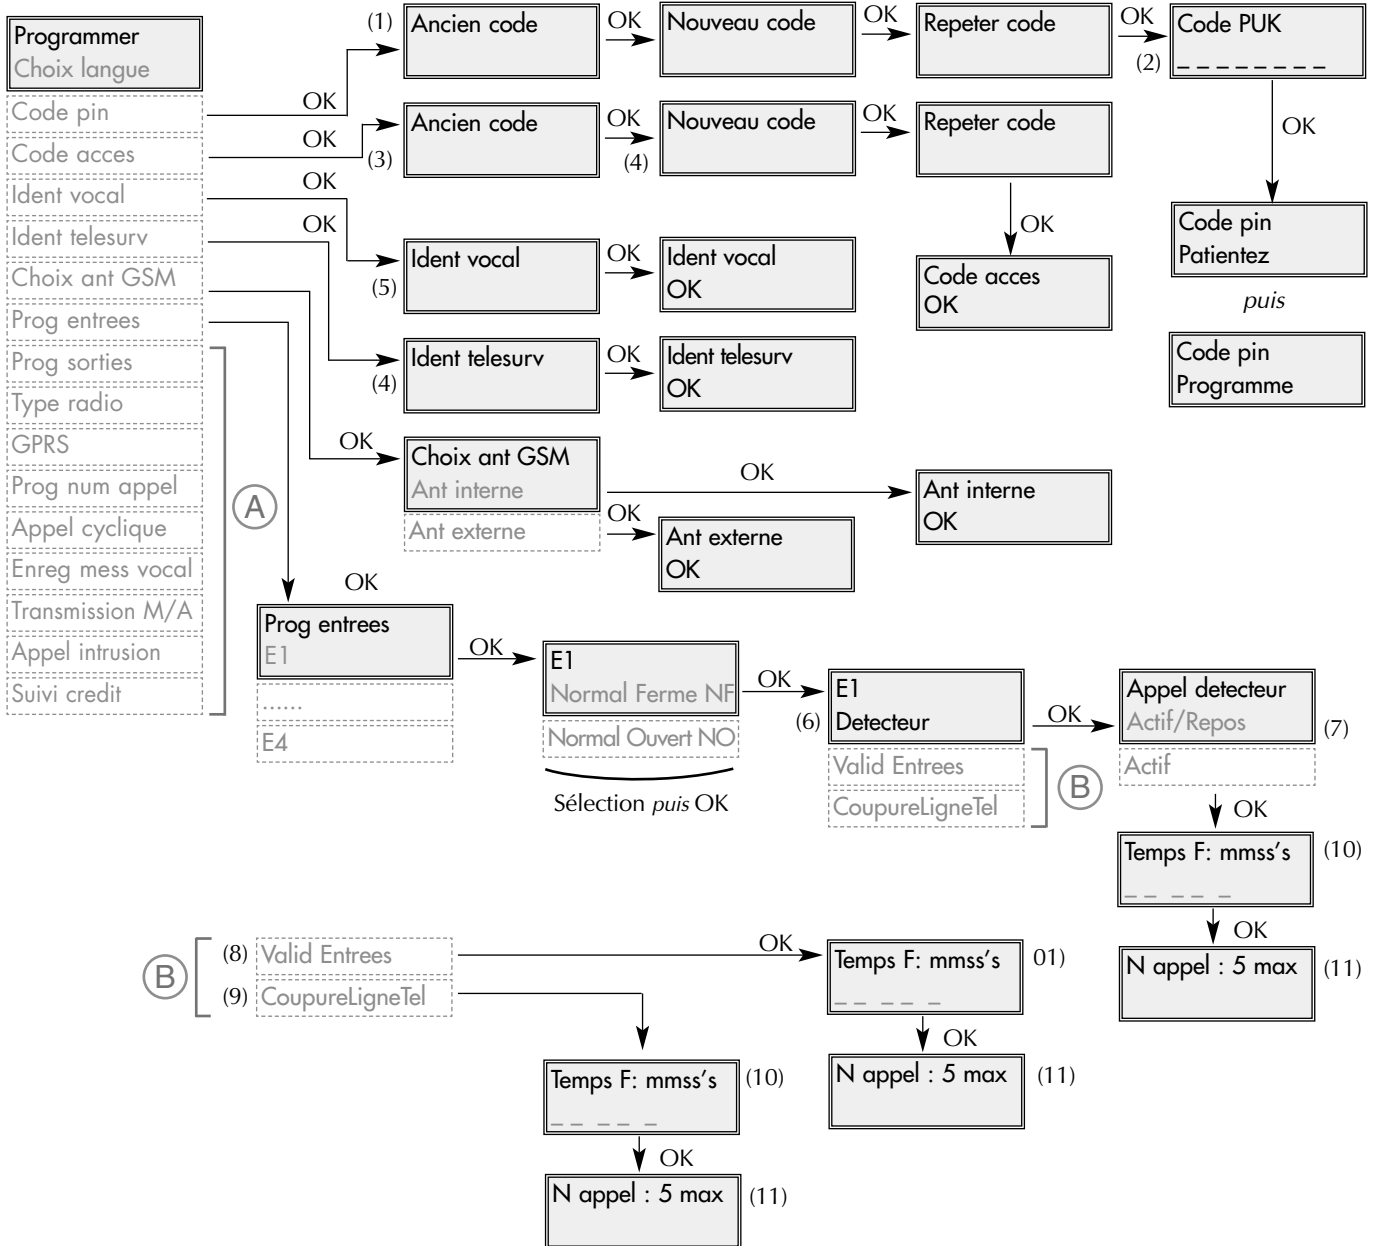 Programmer
Choix langue
Code pin
Code acces
Ident vocal
Ident telesurv
Choix ant GSM
Prog entrees
Prog sorties
Type radio
GPRS
Prog num appel
Appel cyclique
Enreg mess vocal
Transmission M/A
Appel intrusion
Suivi credit
A
OK
(1)
Ancien code
OK
Nouveau code
OK
Repeter code
OK
(2)
Code PUK
_ _ _ _ _ _ _ _
OK
Code pin
Patientez
puis
Code pin
Programme
OK
(3)
Ancien code
OK
(4)
Nouveau code
OK
Repeter code
OK
Code acces
OK
OK
(5)
Ident vocal
OK
Ident vocal
OK
OK
(4)
Ident telesurv
OK
Ident telesurv
OK
OK
Choix ant GSM
Ant interne
Ant externe
OK
Ant interne
OK
OK
Ant externe
OK
OK
Prog entrees
E1
......
E4
OK
E1
Normal Ferme NF
Normal Ouvert NO
Sélection puis OK
OK
(6)
E1
Detecteur
Valid Entrees
CoupureLigneTel
B
OK
Appel detecteur
Actif/Repos
(7)
Actif
OK
Temps F: mmss's
_ _ _ _ _
(10)
OK
N appel : 5 max
(11)
B
(8)
Valid Entrees
(9)
CoupureLigneTel
OK
Temps F: mmss's
_ _ _ _ _
01)
OK
N appel : 5 max
(11)
Temps F: mmss's
_ _ _ _ _
(10)
OK
N appel : 5 max
(11)